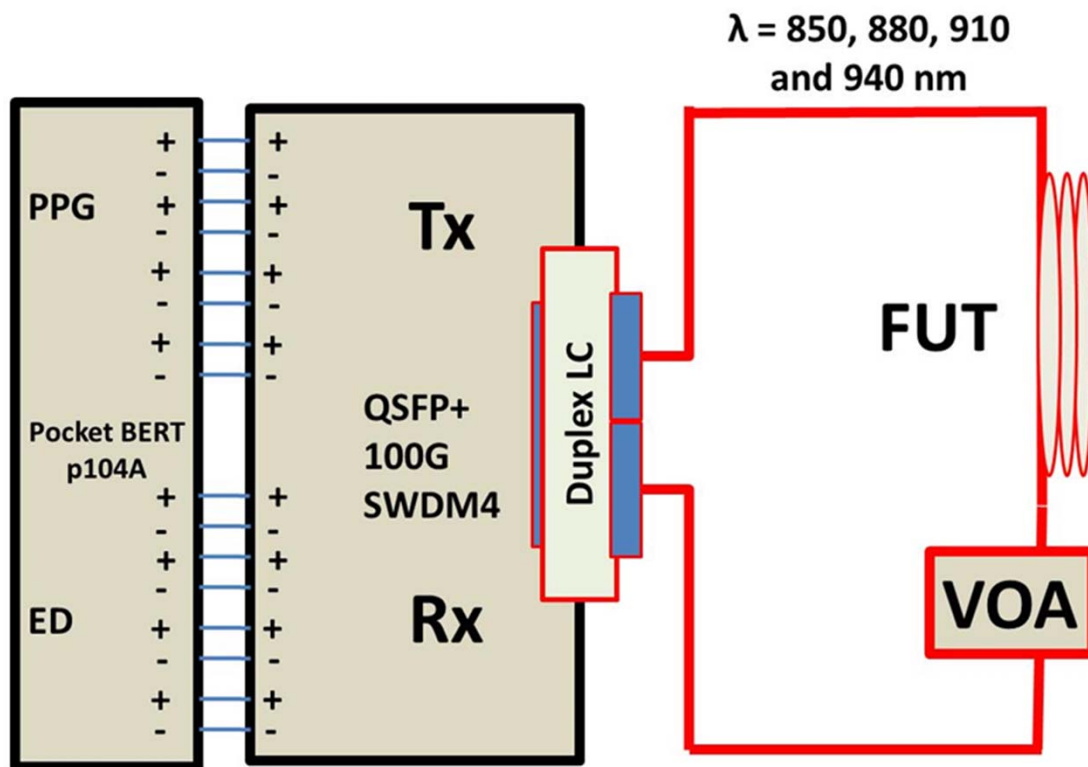 λ = 850, 880, 910
and 940 nm
+ +
- -
PPG + +
- -
+ +
- -
+ +
- -
Tx
FUT
Duplex LC
QSFP+
100G
SWDM4
Pocket BERT
p104A
+ +
- -
+ +
- -
ED + +
- -
+ +
- -
Rx
VOA